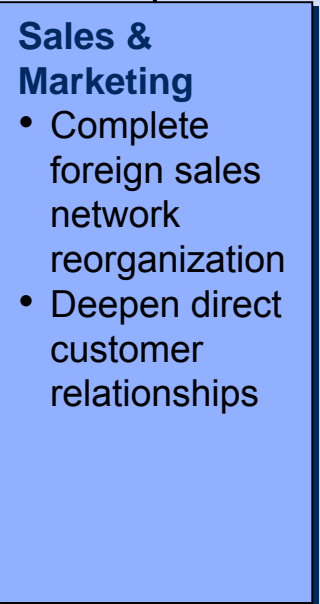 Sales &
Marketing
• Complete
foreign sales
network
reorganization
• Deepen direct
customer
relationships